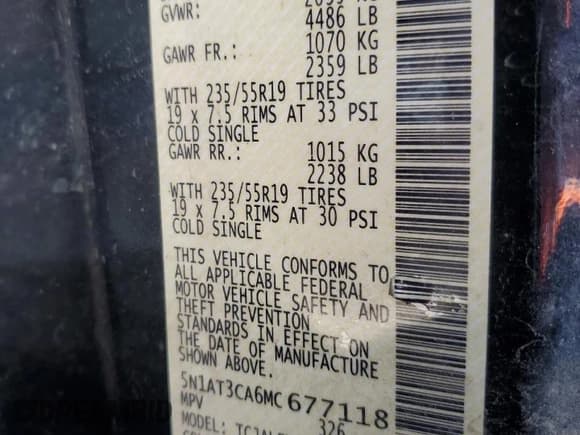 GVWR:
4486 LB
GAWR FR.: 1070 KG
2359 LB
WITH 235/55R19 TIRES
19 x 7.5 RIMS AT 33 PSI
COLD SINGLE
GAWR RR.: 1015 KG
2238 LB
WITH 235/55R19 TIRES
19 x 7.5 RIMS AT 30 PSI
COLD SINGLE
THIS VEHICLE CONFORMS TO
ALL APPLICABLE FEDERAL
MOTOR VEHICLE SAFETY AND
THEFT PREVENTION
STANDARDS IN EFFECT ON
THE DATE OF MANUFACTURE
SHOWN ABOVE.
5N1AT3CA6MC677118
MPV 326
MODEL: